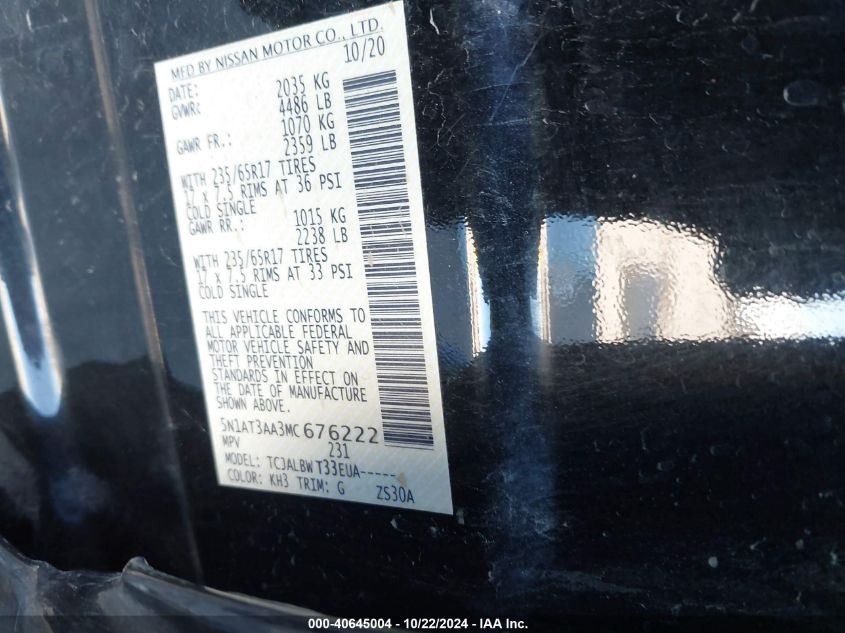 MFD BY NISSAN MOTOR CO., LTD.
DATE: 10/20
GVWR: 2035 KG
4486 LB
GAWR FR.: 1070 KG
2359 LB
WITH 235/65R17 TIRES
17 x 7.5 RIMS AT 36 PSI
COLD SINGLE
GAWR RR.: 1015 KG
2238 LB
WITH 235/65R17 TIRES
17 x 7.5 RIMS AT 33 PSI
COLD SINGLE
THIS VEHICLE CONFORMS TO
ALL APPLICABLE FEDERAL
MOTOR VEHICLE SAFETY AND
THEFT PREVENTION
STANDARDS IN EFFECT ON
THE DATE OF MANUFACTURE
SHOWN ABOVE.
5N1AT3AA3MC676222
MPV 231
MODEL: TCJALBW T33EUA-----
COLOR: KH3 TRIM: G ZS30A
000-40645004 - 10/22/2024 - IAA Inc.